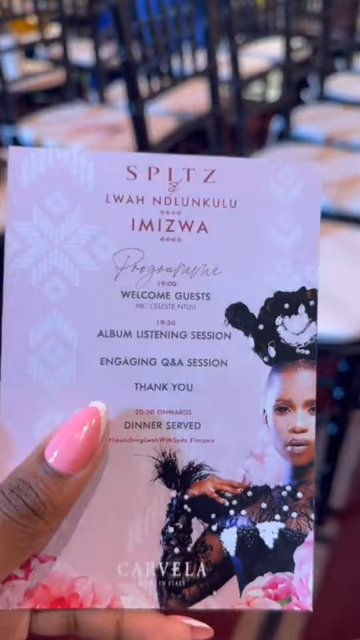 SPITZ
&
LWAH NDLUNKULU
IMIZWA
Programme
19:00
WELCOME GUESTS
MC CELESTE NTULI
19:30
ALBUM LISTENING SESSION
ENGAGING Q&A SESSION
THANK YOU
20:30 ONWARDS
DINNER SERVED
#LaunchingLwahWithSpitz #Imizwa
CARVELA
MADE IN ITALY